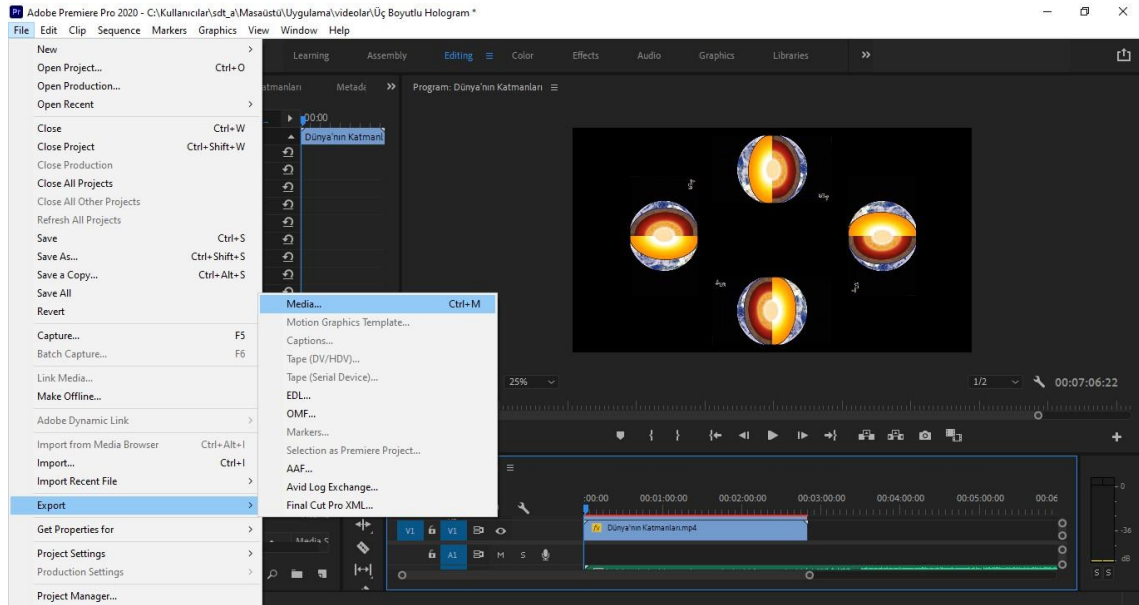 Adobe Premiere Pro 2020 - C:\Kullanıcılar\sdt_a\Masaüstü\Uygulama\videolar\Üç Boyutlu Hologram *
File Edit Clip Sequence Markers Graphics View Window Help
New
Open Project... Ctrl+O
Open Production...
Open Recent
Close Ctrl+W
Close Project Ctrl+Shift+W
Close Production
Close All Projects
Close All Other Projects
Refresh All Projects
Save Ctrl+S
Save As... Ctrl+Shift+S
Save a Copy... Ctrl+Alt+S
Save All
Revert
Capture... F5
Batch Capture... F6
Link Media...
Make Offline...
Adobe Dynamic Link
Import from Media Browser Ctrl+Alt+I
Import... Ctrl+I
Import Recent File
Export
Get Properties for
Project Settings
Production Settings
Project Manager...
Media... Ctrl+M
Motion Graphics Template...
Captions...
Tape (DV/HDV)...
Tape (Serial Device)...
EDL...
OMF...
Markers...
Selection as Premiere Project...
AAF...
Avid Log Exchange...
Final Cut Pro XML...
Learning Assembly Editing Color Effects Audio Graphics Libraries
atmanları Metada
Program: Dünya'nın Katmanları
00:00
Dünya'nın Katmanl
25% 1/2 00:07:06:22
:00:00 00:01:00:00 00:02:00:00 00:03:00:00 00:04:00:00 00:05:00:00 00:06
V1 V1 Dünya'nın Katmanları.mp4
A1 M S
Media S
0
-36
dB
S S